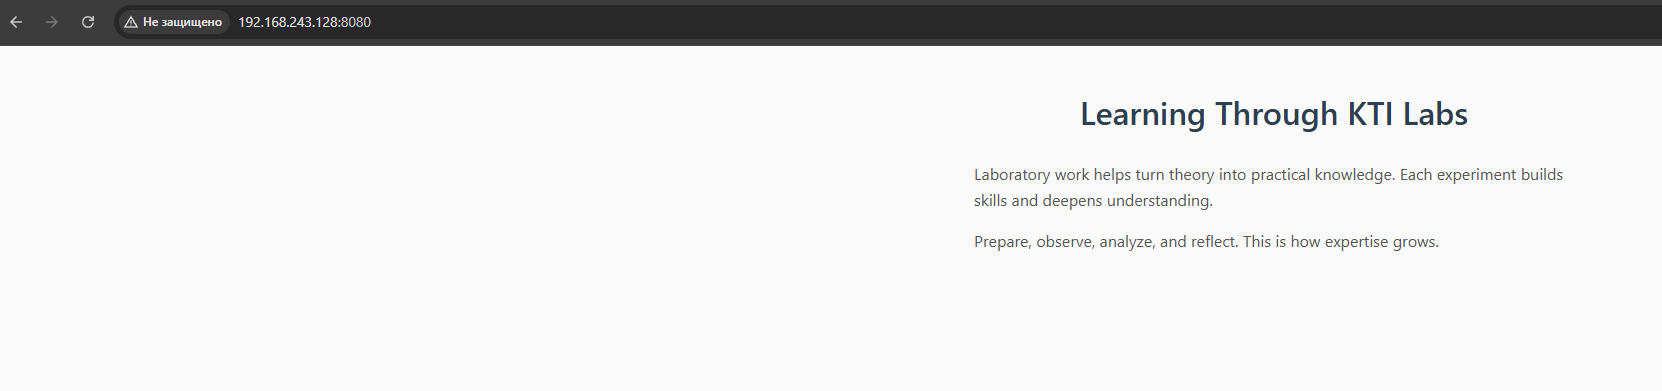 Не защищено 192.168.243.128:8080
Learning Through KTI Labs
Laboratory work helps turn theory into practical knowledge. Each experiment builds
skills and deepens understanding.
Prepare, observe, analyze, and reflect. This is how expertise grows.